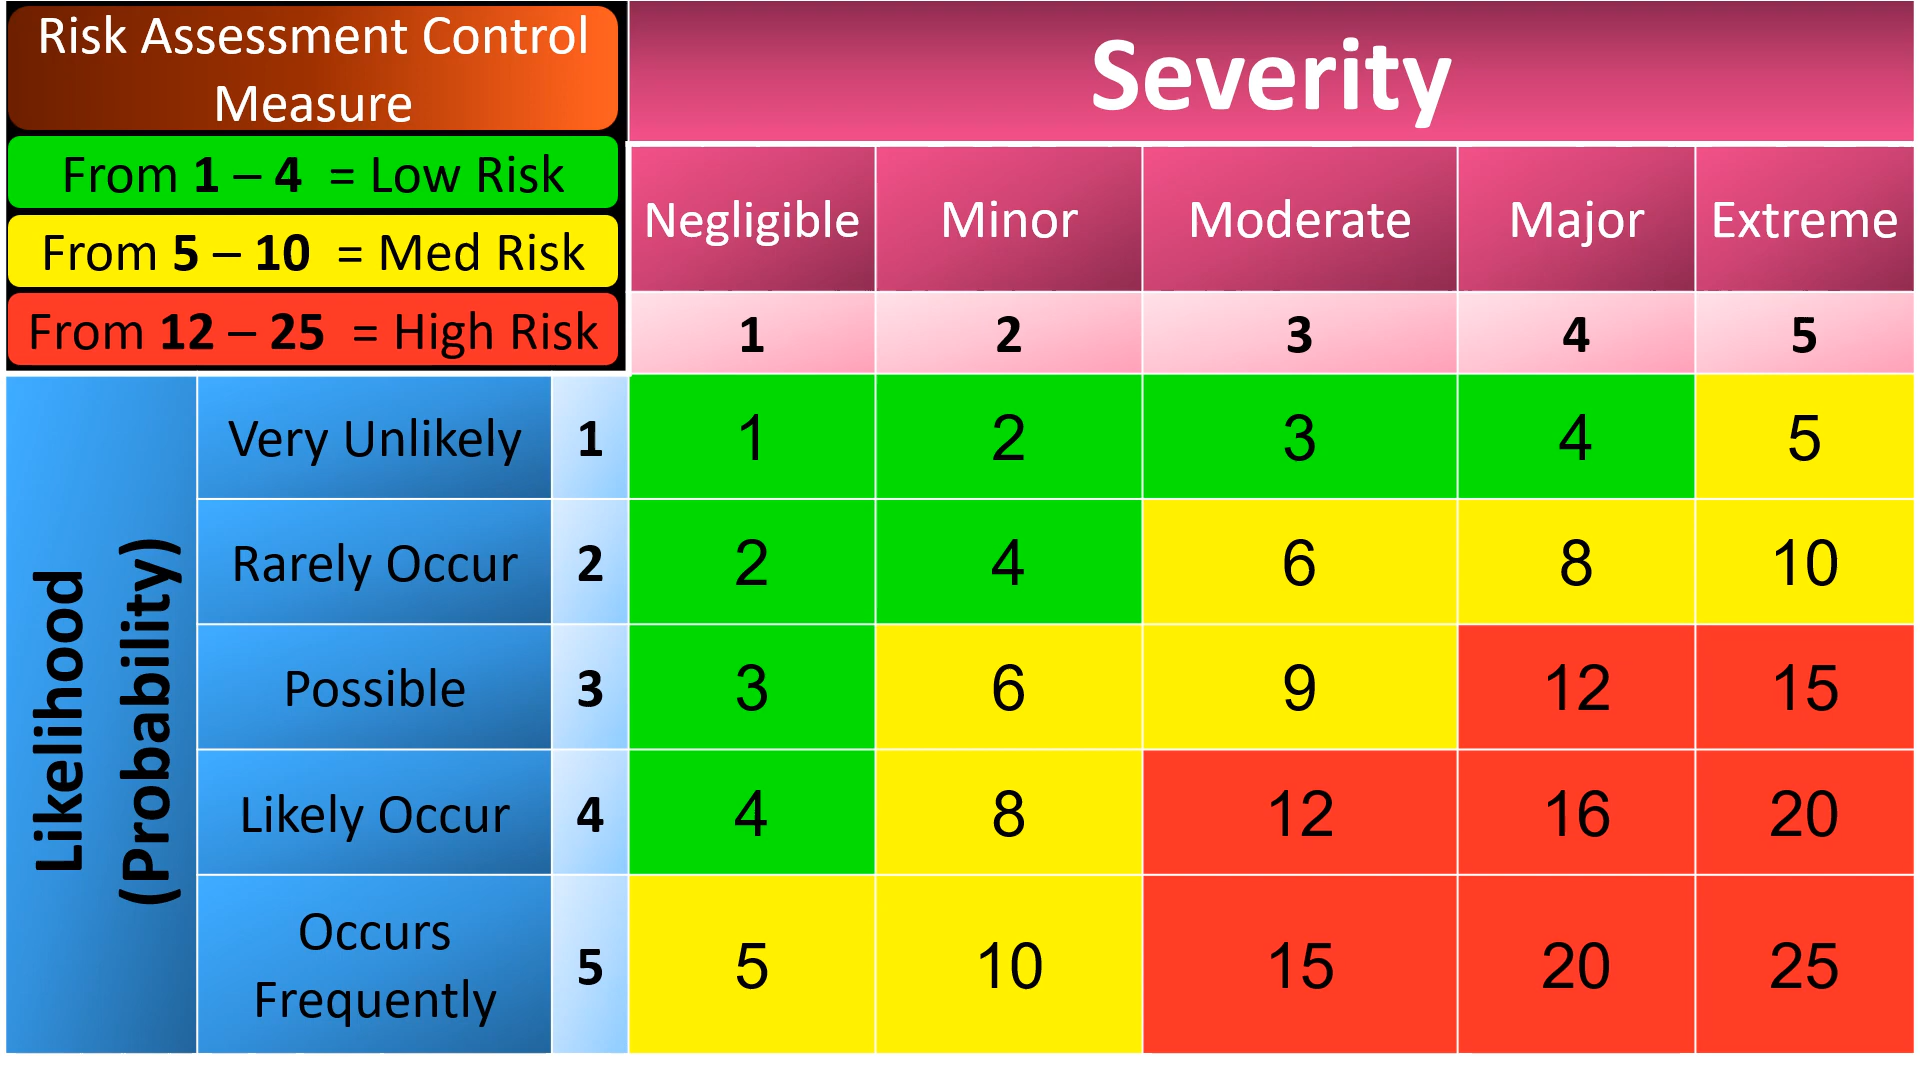 Risk Assessment Control
Measure
From 1 – 4 = Low Risk
From 5 – 10 = Med Risk
From 12 – 25 = High Risk
Severity
Negligible Minor Moderate Major Extreme
1 2 3 4 5
Likelihood
(Probability)
Very Unlikely 1 1 2 3 4 5
Rarely Occur 2 2 4 6 8 10
Possible 3 3 6 9 12 15
Likely Occur 4 4 8 12 16 20
Occurs
Frequently 5 5 10 15 20 25